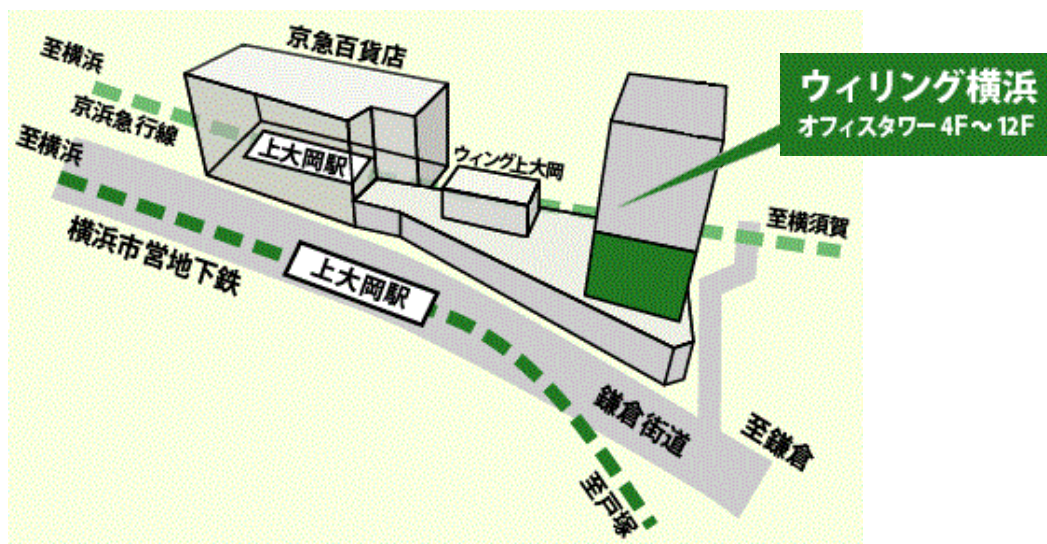 京急百貨店
至横浜
京浜急行線
至横浜
上大岡駅
ウィング上大岡
ウィリング横浜
オフィスタワー4F~12F
至横須賀
横浜市営地下鉄
上大岡駅
鎌倉街道
至鎌倉
至戸塚